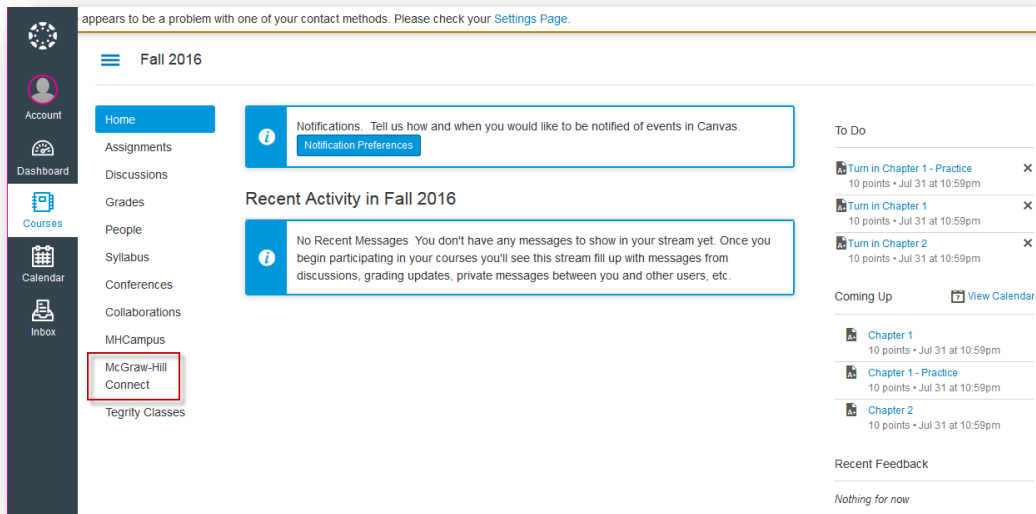 appears to be a problem with one of your contact methods. Please check your Settings Page.
Fall 2016
Account
Dashboard
Courses
Calendar
Inbox
Home
Assignments
Discussions
Grades
People
Syllabus
Conferences
Collaborations
MHCampus
McGraw-Hill
Connect
Tegrity Classes
Notifications. Tell us how and when you would like to be notified of events in Canvas.
Notification Preferences
Recent Activity in Fall 2016
No Recent Messages You don't have any messages to show in your stream yet. Once you
begin participating in your courses you'll see this stream fill up with messages from
discussions, grading updates, private messages between you and other users, etc.
To Do
Turn in Chapter 1 - Practice
10 points • Jul 31 at 10:59pm
Turn in Chapter 1
10 points • Jul 31 at 10:59pm
Turn in Chapter 2
10 points • Jul 31 at 10:59pm
Coming Up
7 View Calendar
Chapter 1
10 points • Jul 31 at 10:59pm
Chapter 1 - Practice
10 points • Jul 31 at 10:59pm
Chapter 2
10 points • Jul 31 at 10:59pm
Recent Feedback
Nothing for now